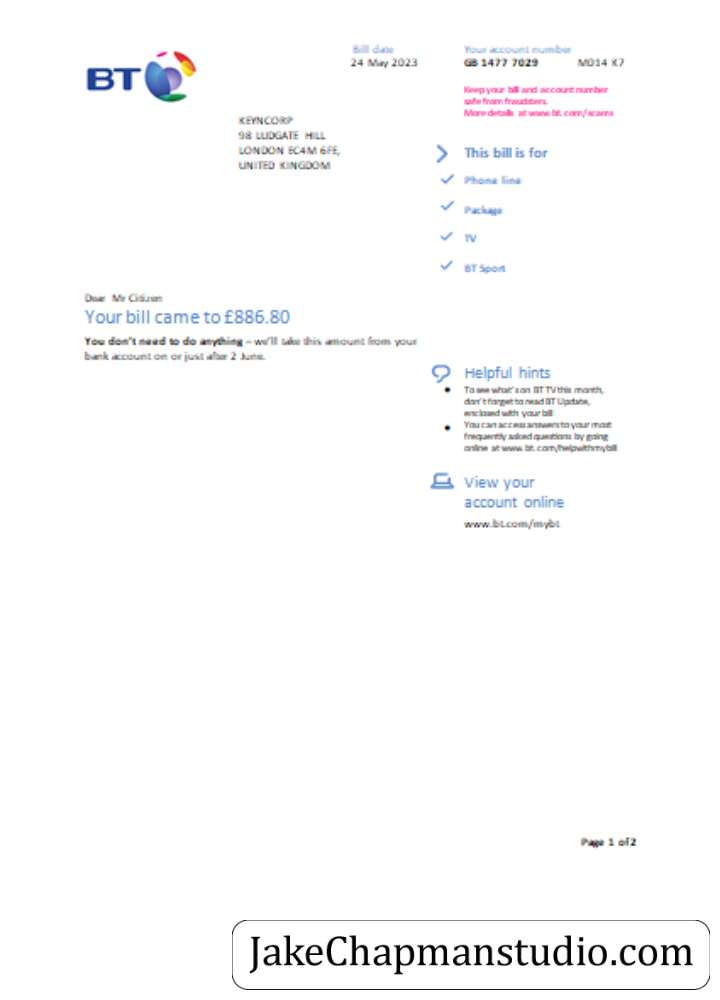 BT
Bill date
24 May 2023
Your account number
GB 1477 7029 M014 K7
Keep your bill and account number
safe from fraudsters.
More details at www.bt.com/scams
KEYNCORP
98 LUDGATE HILL
LONDON EC4M 6FE,
UNITED KINGDOM
This bill is for
Phone line
Package
TV
BT Sport
Dear Mr Citizen
Your bill came to £886.80
You don't need to do anything – we'll take this amount from your
bank account on or just after 2 June.
Helpful hints
To see what's on BT TV this month,
don't forget to read BT Update,
enclosed with your bill
You can access answers to your most
frequently asked questions by going
online at www.bt.com/helpwithmybill
View your
account online
www.bt.com/mybt
Page 1 of 2
JakeChapmanstudio.com